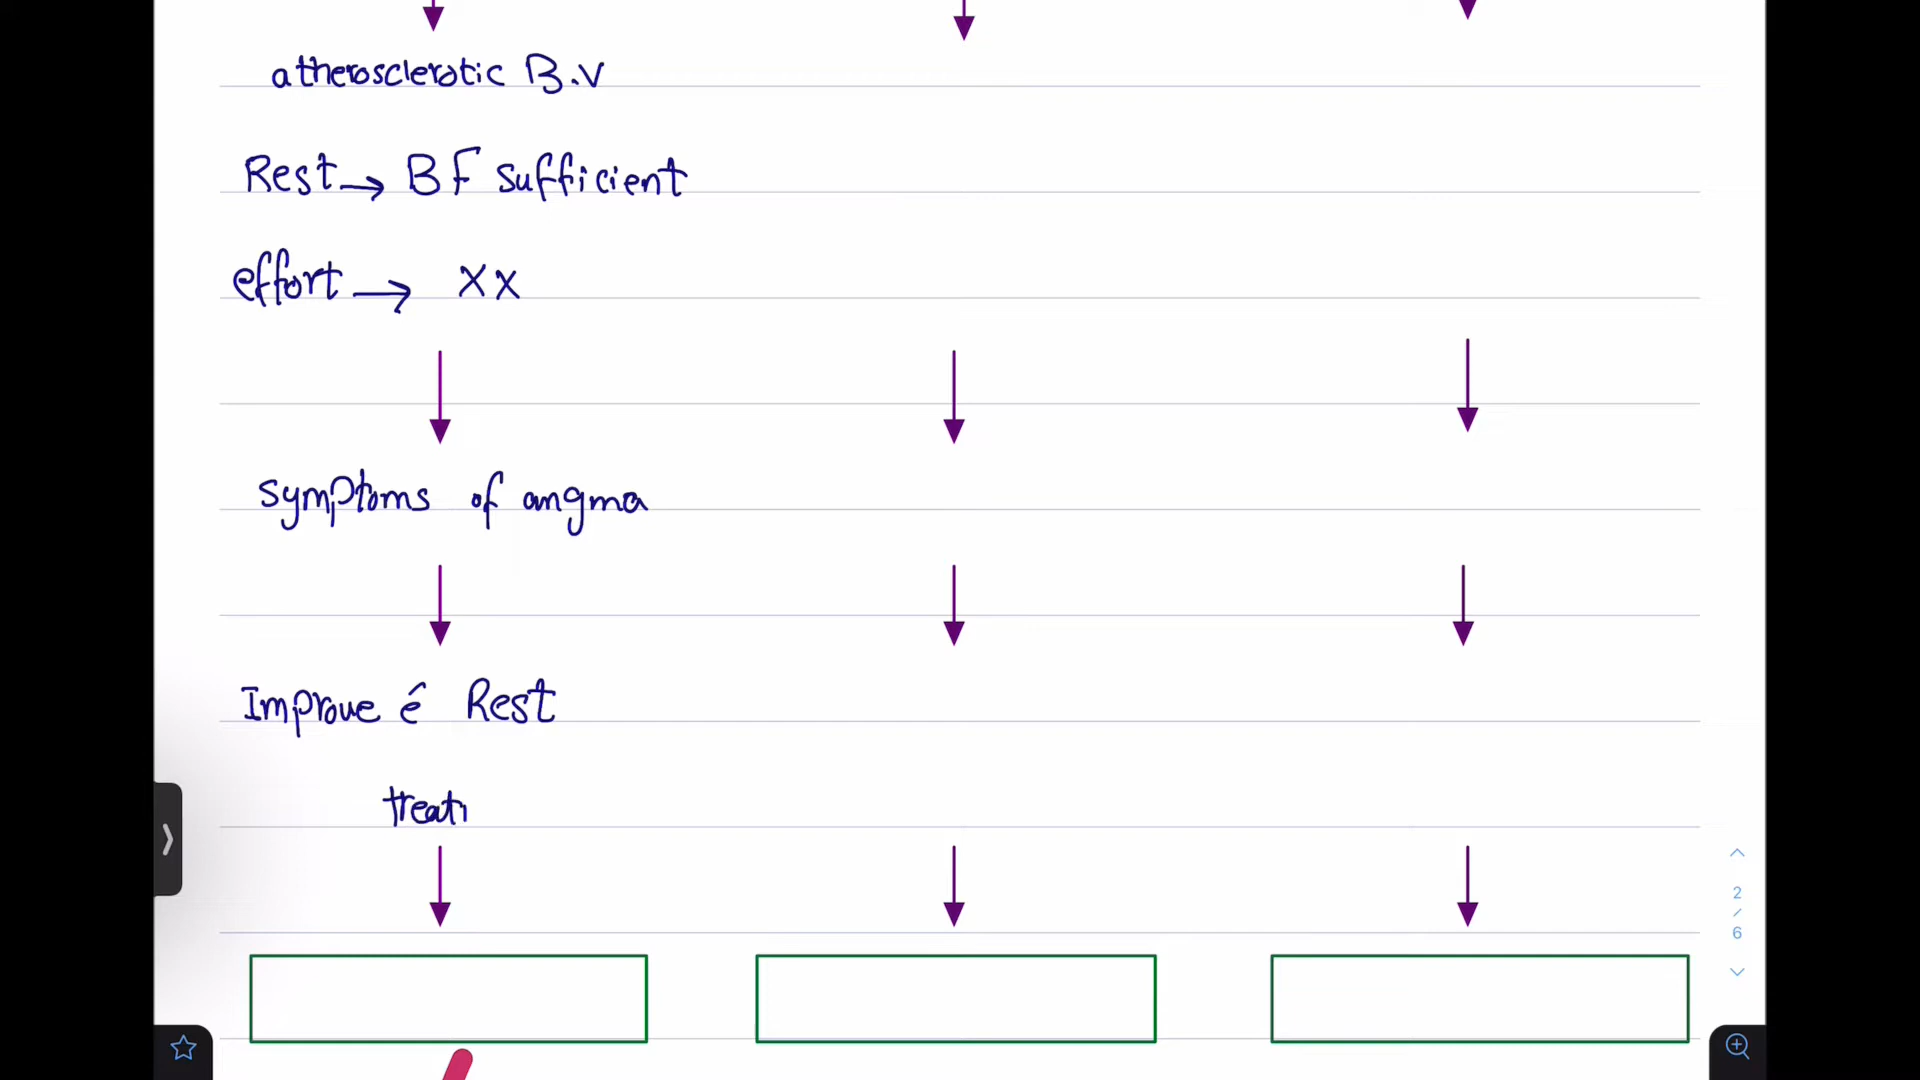 atherosclerotic B.V
Rest → BF sufficient
effort → XX
symptoms of angina
Improve é Rest
treat
2
/
6